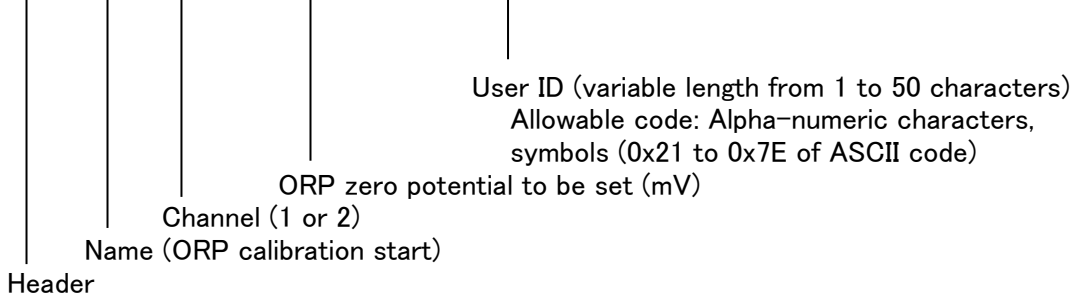 User ID (variable length from 1 to 50 characters)
Allowable code: Alpha-numeric characters,
symbols (0x21 to 0x7E of ASCII code)
ORP zero potential to be set (mV)
Channel (1 or 2)
Name (ORP calibration start)
Header